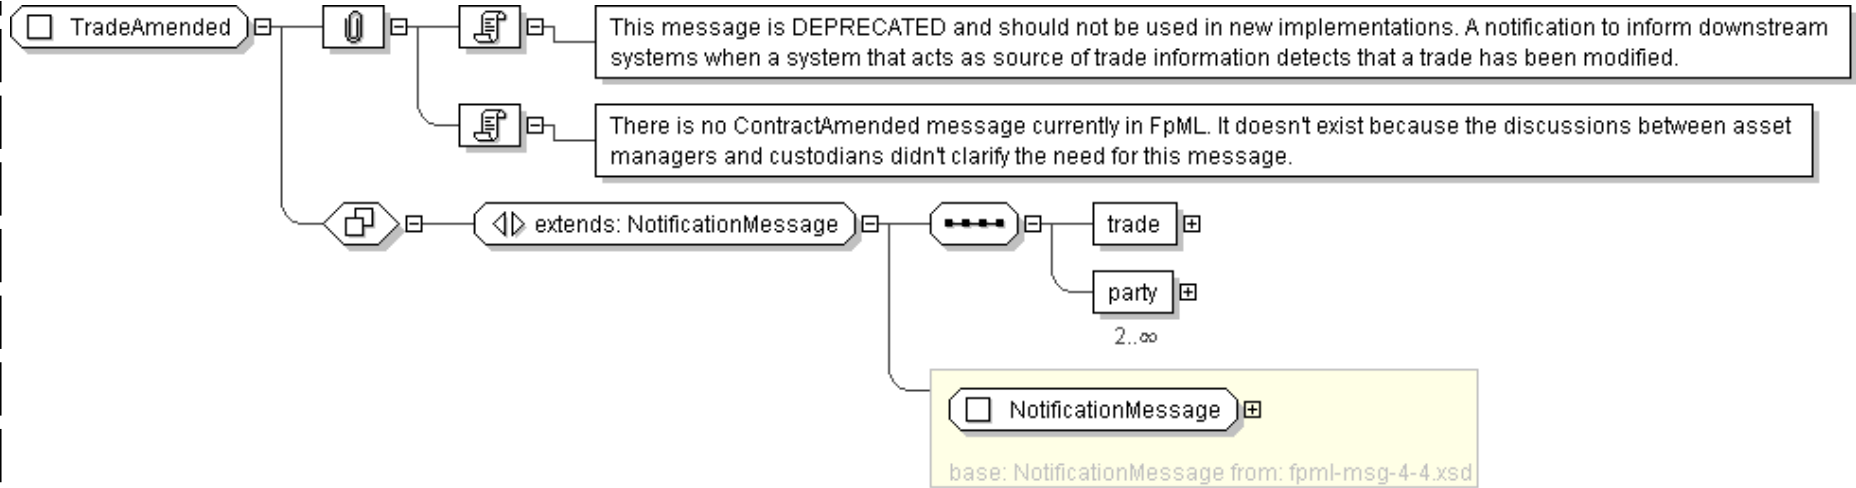 TradeAmended
This message is DEPRECATED and should not be used in new implementations. A notification to inform downstream
systems when a system that acts as source of trade information detects that a trade has been modified.
There is no ContractAmended message currently in FpML. It doesn't exist because the discussions between asset
managers and custodians didn't clarify the need for this message.
extends: NotificationMessage
trade
party
2..∞
NotificationMessage
base: NotificationMessage from: fpml-msg-4-4.xsd